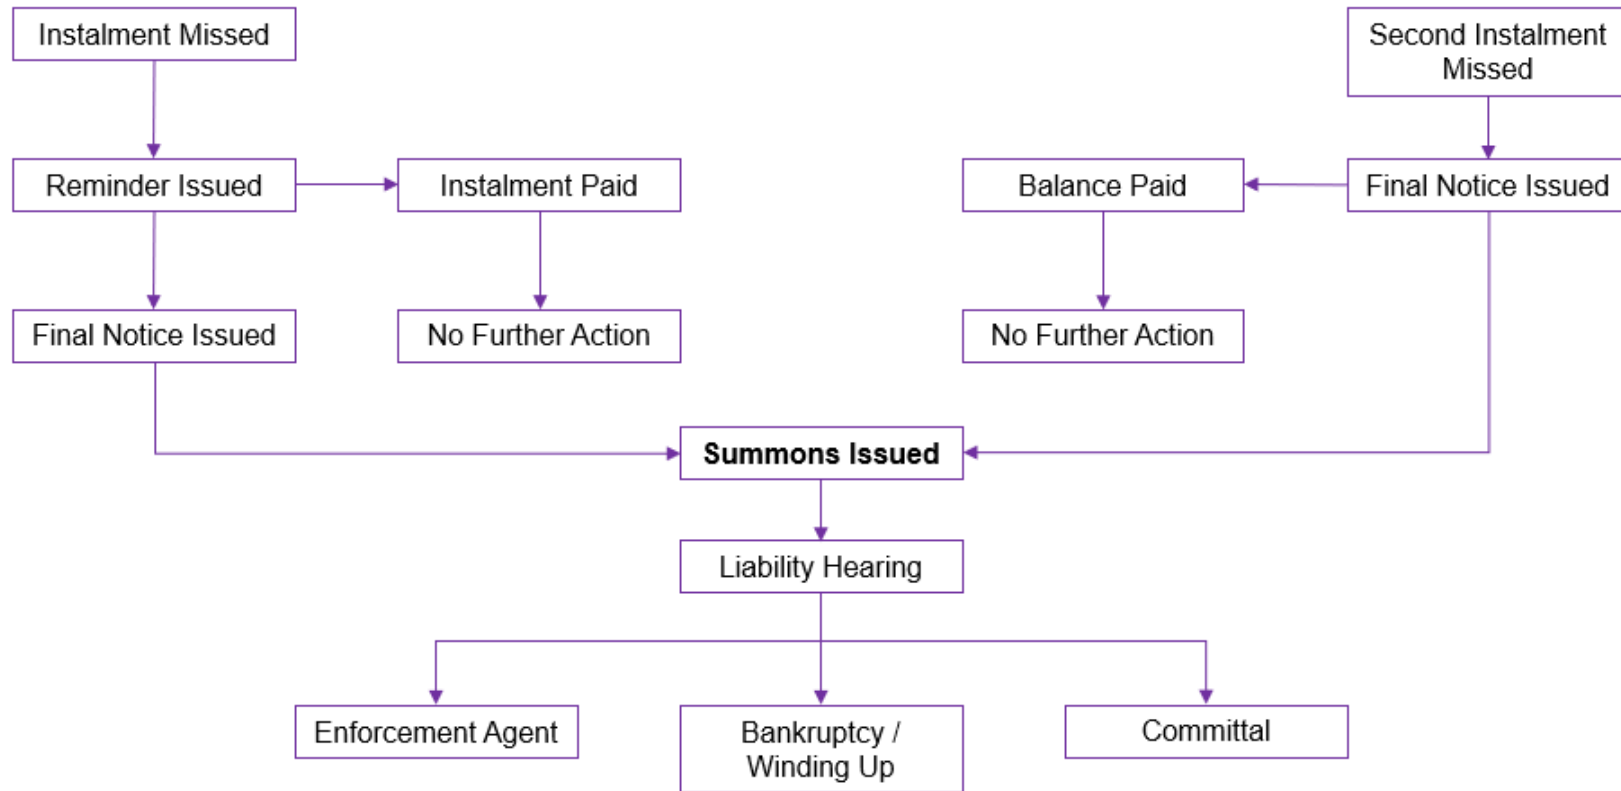 Instalment Missed
Second Instalment
Missed
Reminder Issued
Instalment Paid
Balance Paid
Final Notice Issued
Final Notice Issued
No Further Action
No Further Action
Summons Issued
Liability Hearing
Enforcement Agent
Bankruptcy /
Winding Up
Committal